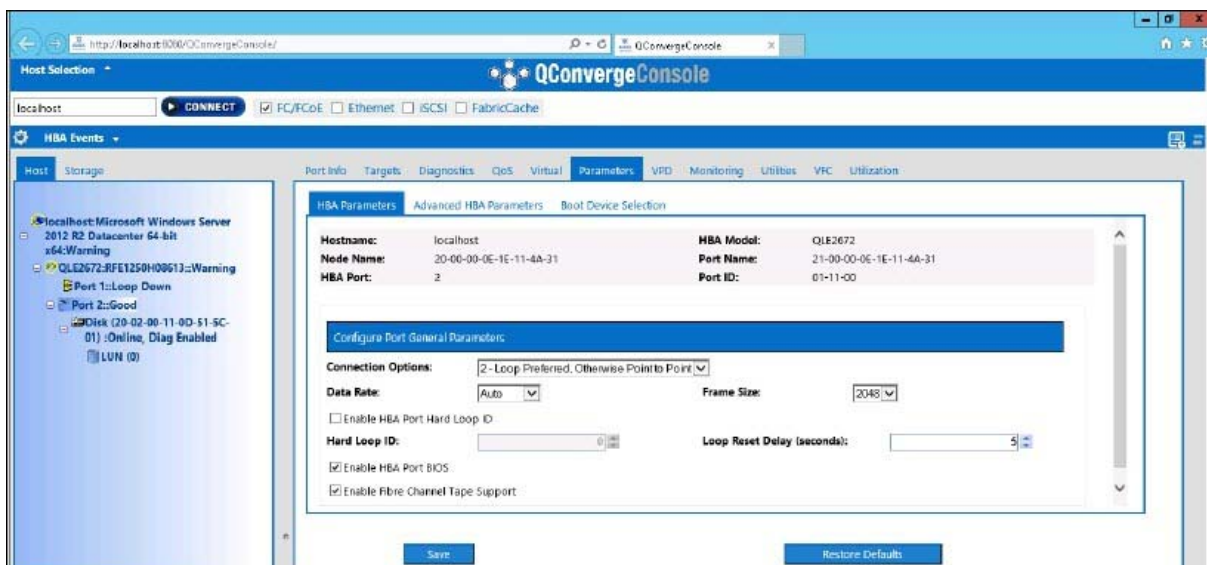 http://localhost:8080/QConvergeConsole/
QConvergeConsole
Host Selection
QConvergeConsole
localhost
CONNECT
FC/FCoE
Ethernet
iSCSI
FabricCache
HBA Events
Host
Storage
Port Info
Targets
Diagnostics
QoS
Virtual
Parameters
VPD
Monitoring
Utilities
VFC
Utilization
localhost:Microsoft Windows Server
2012 R2 Datacenter 64-bit
x64:Warning
QLE2672:RFE1250H08613::Warning
Port 1::Loop Down
Port 2::Good
Disk (20-02-00-11-0D-51-5C-
01) :Online, Diag Enabled
LUN (0)
HBA Parameters
Advanced HBA Parameters
Boot Device Selection
Hostname: localhost HBA Model: QLE2672
Node Name: 20-00-00-0E-1E-11-4A-31 Port Name: 21-00-00-0E-1E-11-4A-31
HBA Port: 2 Port ID: 01-11-00
Configure Port General Parameters
Connection Options: 2 - Loop Preferred, Otherwise Point to Point
Data Rate: Auto Frame Size: 2048
Enable HBA Port Hard Loop ID
Hard Loop ID: 0 Loop Reset Delay (seconds): 5
Enable HBA Port BIOS
Enable Fibre Channel Tape Support
Save
Restore Defaults